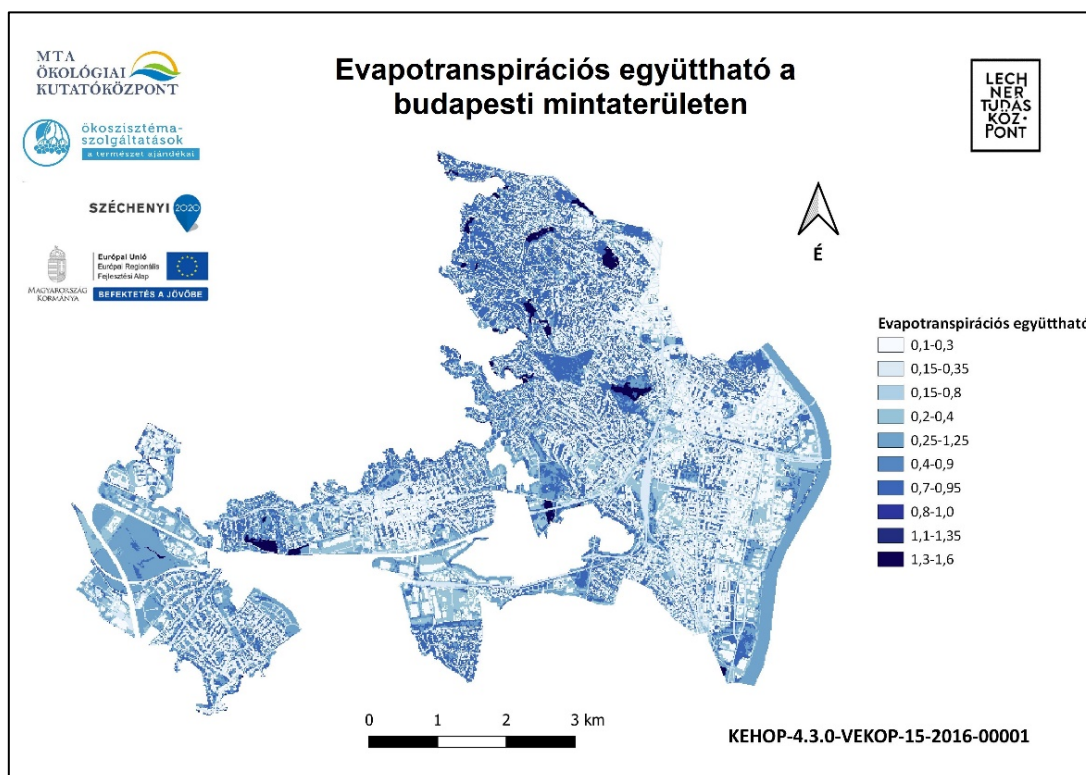 MTA
ÖKOLÓGIAI
KUTATÓKÖZPONT
ökoszisztéma-
szolgáltatások
a természet ajándékai
SZÉCHENYI 2020
MAGYARORSZÁG
KORMÁNYA
Európai Unió
Európai Regionális
Fejlesztési Alap
BEFEKTETÉS A JÖVŐBE
Evapotranspirációs együttható a
budapesti mintaterületen
LECH
NER
TUDÁS
KÖZ•
PONT
É
Evapotranspirációs együttható
0,1-0,3
0,15-0,35
0,15-0,8
0,2-0,4
0,25-1,25
0,4-0,9
0,7-0,95
0,8-1,0
1,1-1,35
1,3-1,6
0 1 2 3 km
KEHOP-4.3.0-VEKOP-15-2016-00001